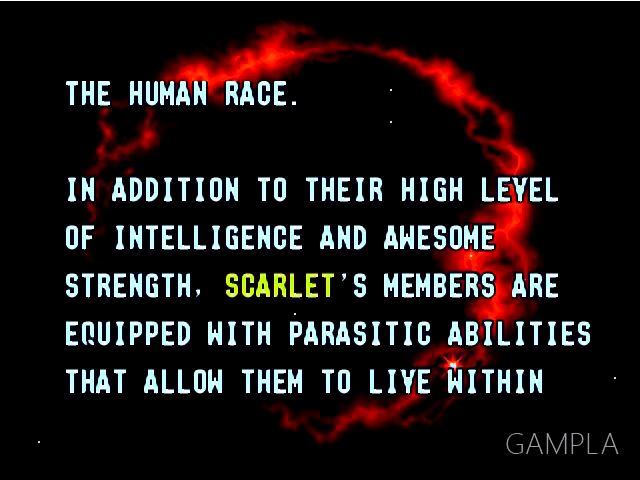 THE HUMAN RACE.
IN ADDITION TO THEIR HIGH LEVEL
OF INTELLIGENCE AND AWESOME
STRENGTH, SCARLET'S MEMBERS ARE
EQUIPPED WITH PARASITIC ABILITIES
THAT ALLOW THEM TO LIVE WITHIN
GAMPLA